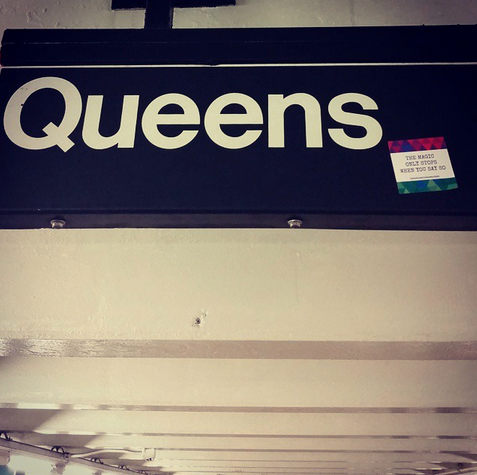 Queens
THE MAGIC
ONLY STOPS
WHEN YOU SAY SO